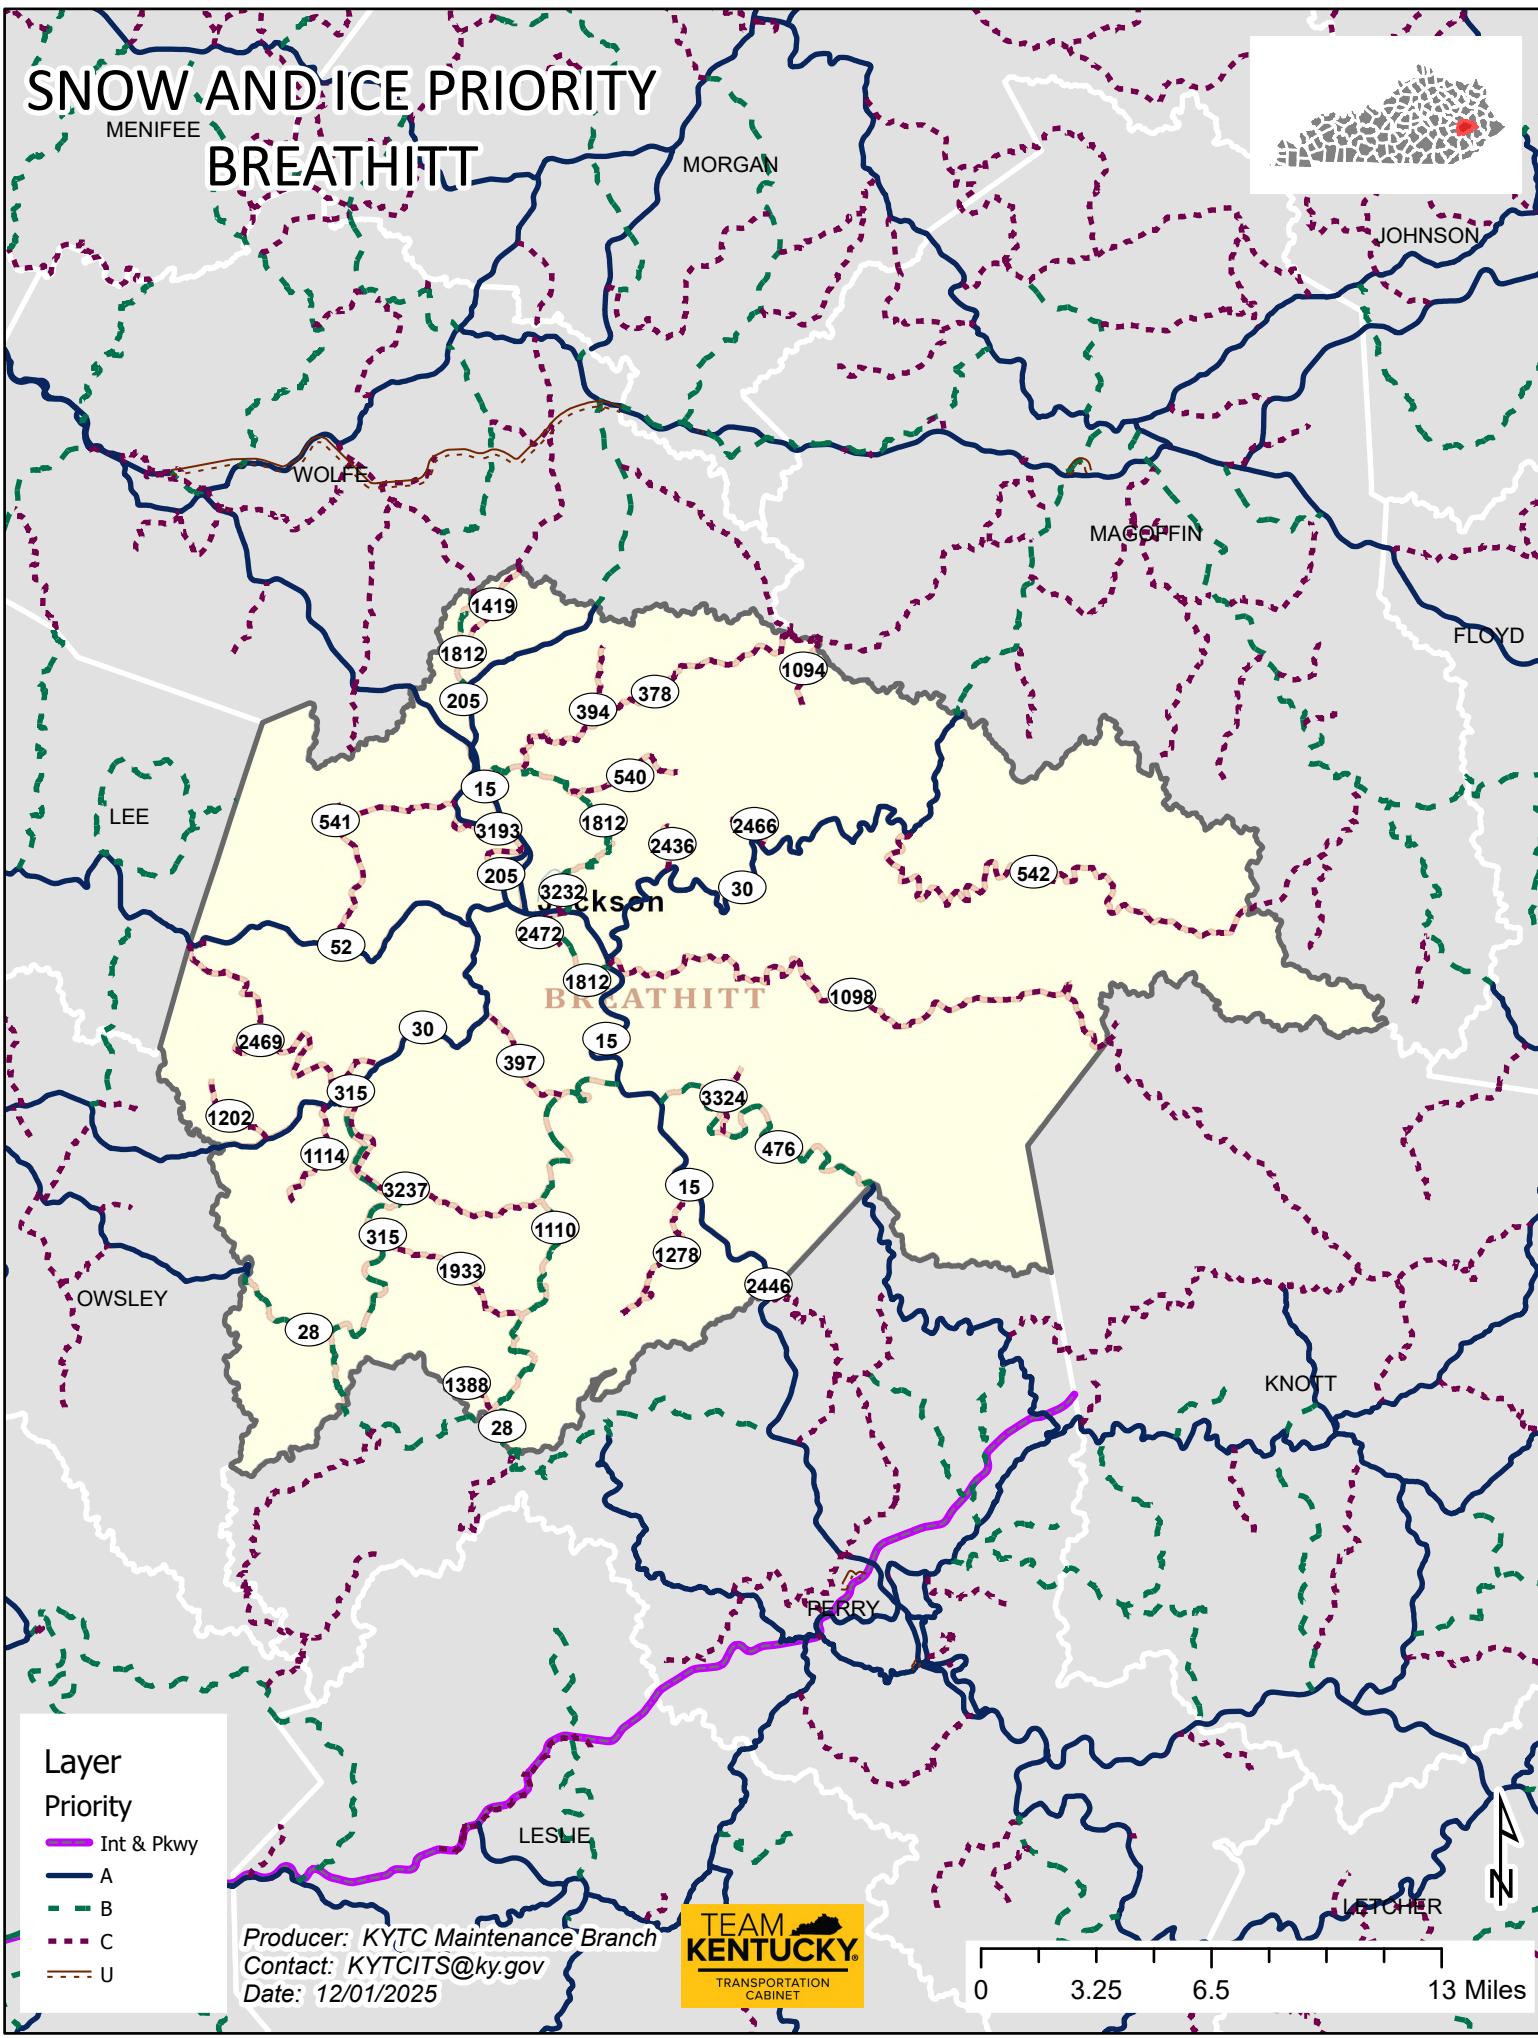 SNOW AND ICE PRIORITY
BREATHITT
MENIFEE
MORGAN
JOHNSON
WOLFE
MAGOFFIN
FLOYD
1419
1812
1094
205
378
394
540
15
541
1812
2466
3193
2436
542
205
30
3232
Jackson
2472
52
1812
1098
BREATHITT
LEE
30
15
2469
397
315
3324
1202
476
1114
3237
15
315
1110
1278
1933
2446
OWSLEY
28
1388
KNOTT
28
PERRY
LESLIE
LETCHER
Layer
Priority
Int & Pkwy
A
B
C
U
Producer: KYTC Maintenance Branch
Contact: KYTCITS@ky.gov
Date: 12/01/2025
TEAM
KENTUCKY®
TRANSPORTATION
CABINET
N
0 3.25 6.5 13 Miles